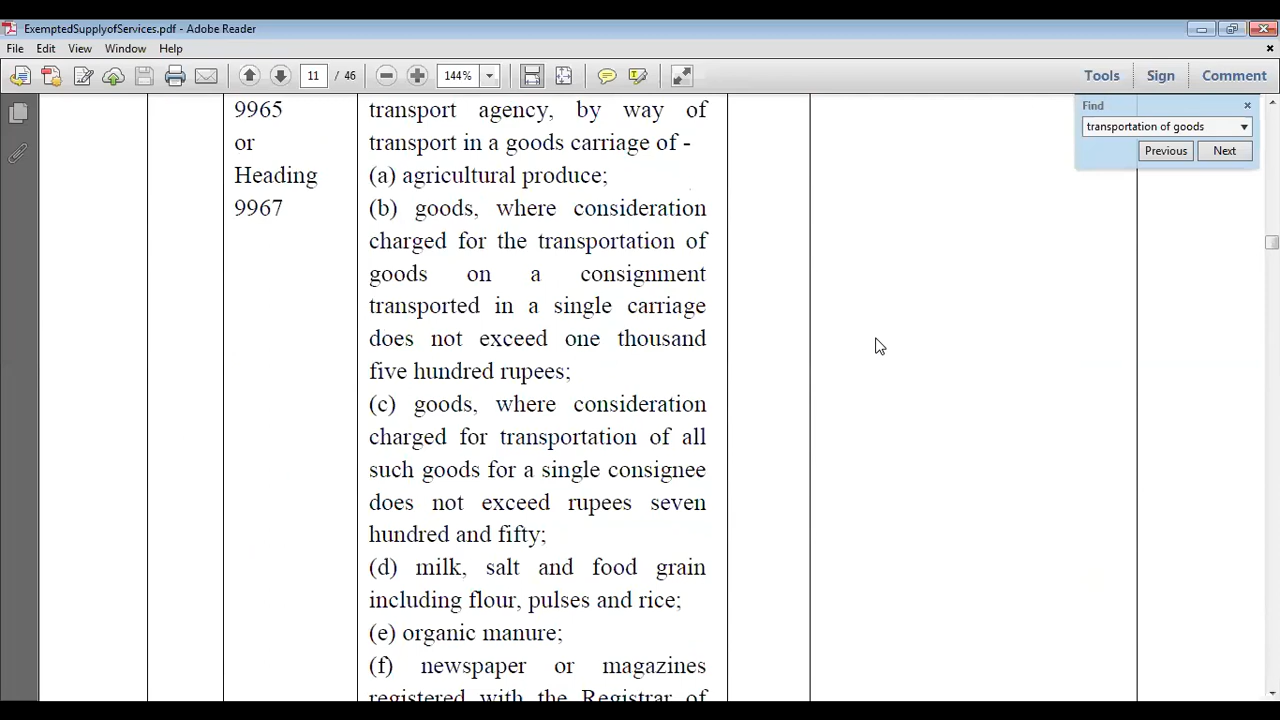 ExemptedSupplyofServices.pdf - Adobe Reader
File Edit View Window Help
11 / 46 144% Tools Sign Comment
Find
transportation of goods
Previous Next
9965
or
Heading
9967
transport agency, by way of
transport in a goods carriage of -
(a) agricultural produce;
(b) goods, where consideration
charged for the transportation of
goods on a consignment
transported in a single carriage
does not exceed one thousand
five hundred rupees;
(c) goods, where consideration
charged for transportation of all
such goods for a single consignee
does not exceed rupees seven
hundred and fifty;
(d) milk, salt and food grain
including flour, pulses and rice;
(e) organic manure;
(f) newspaper or magazines
registered with the Registrar of